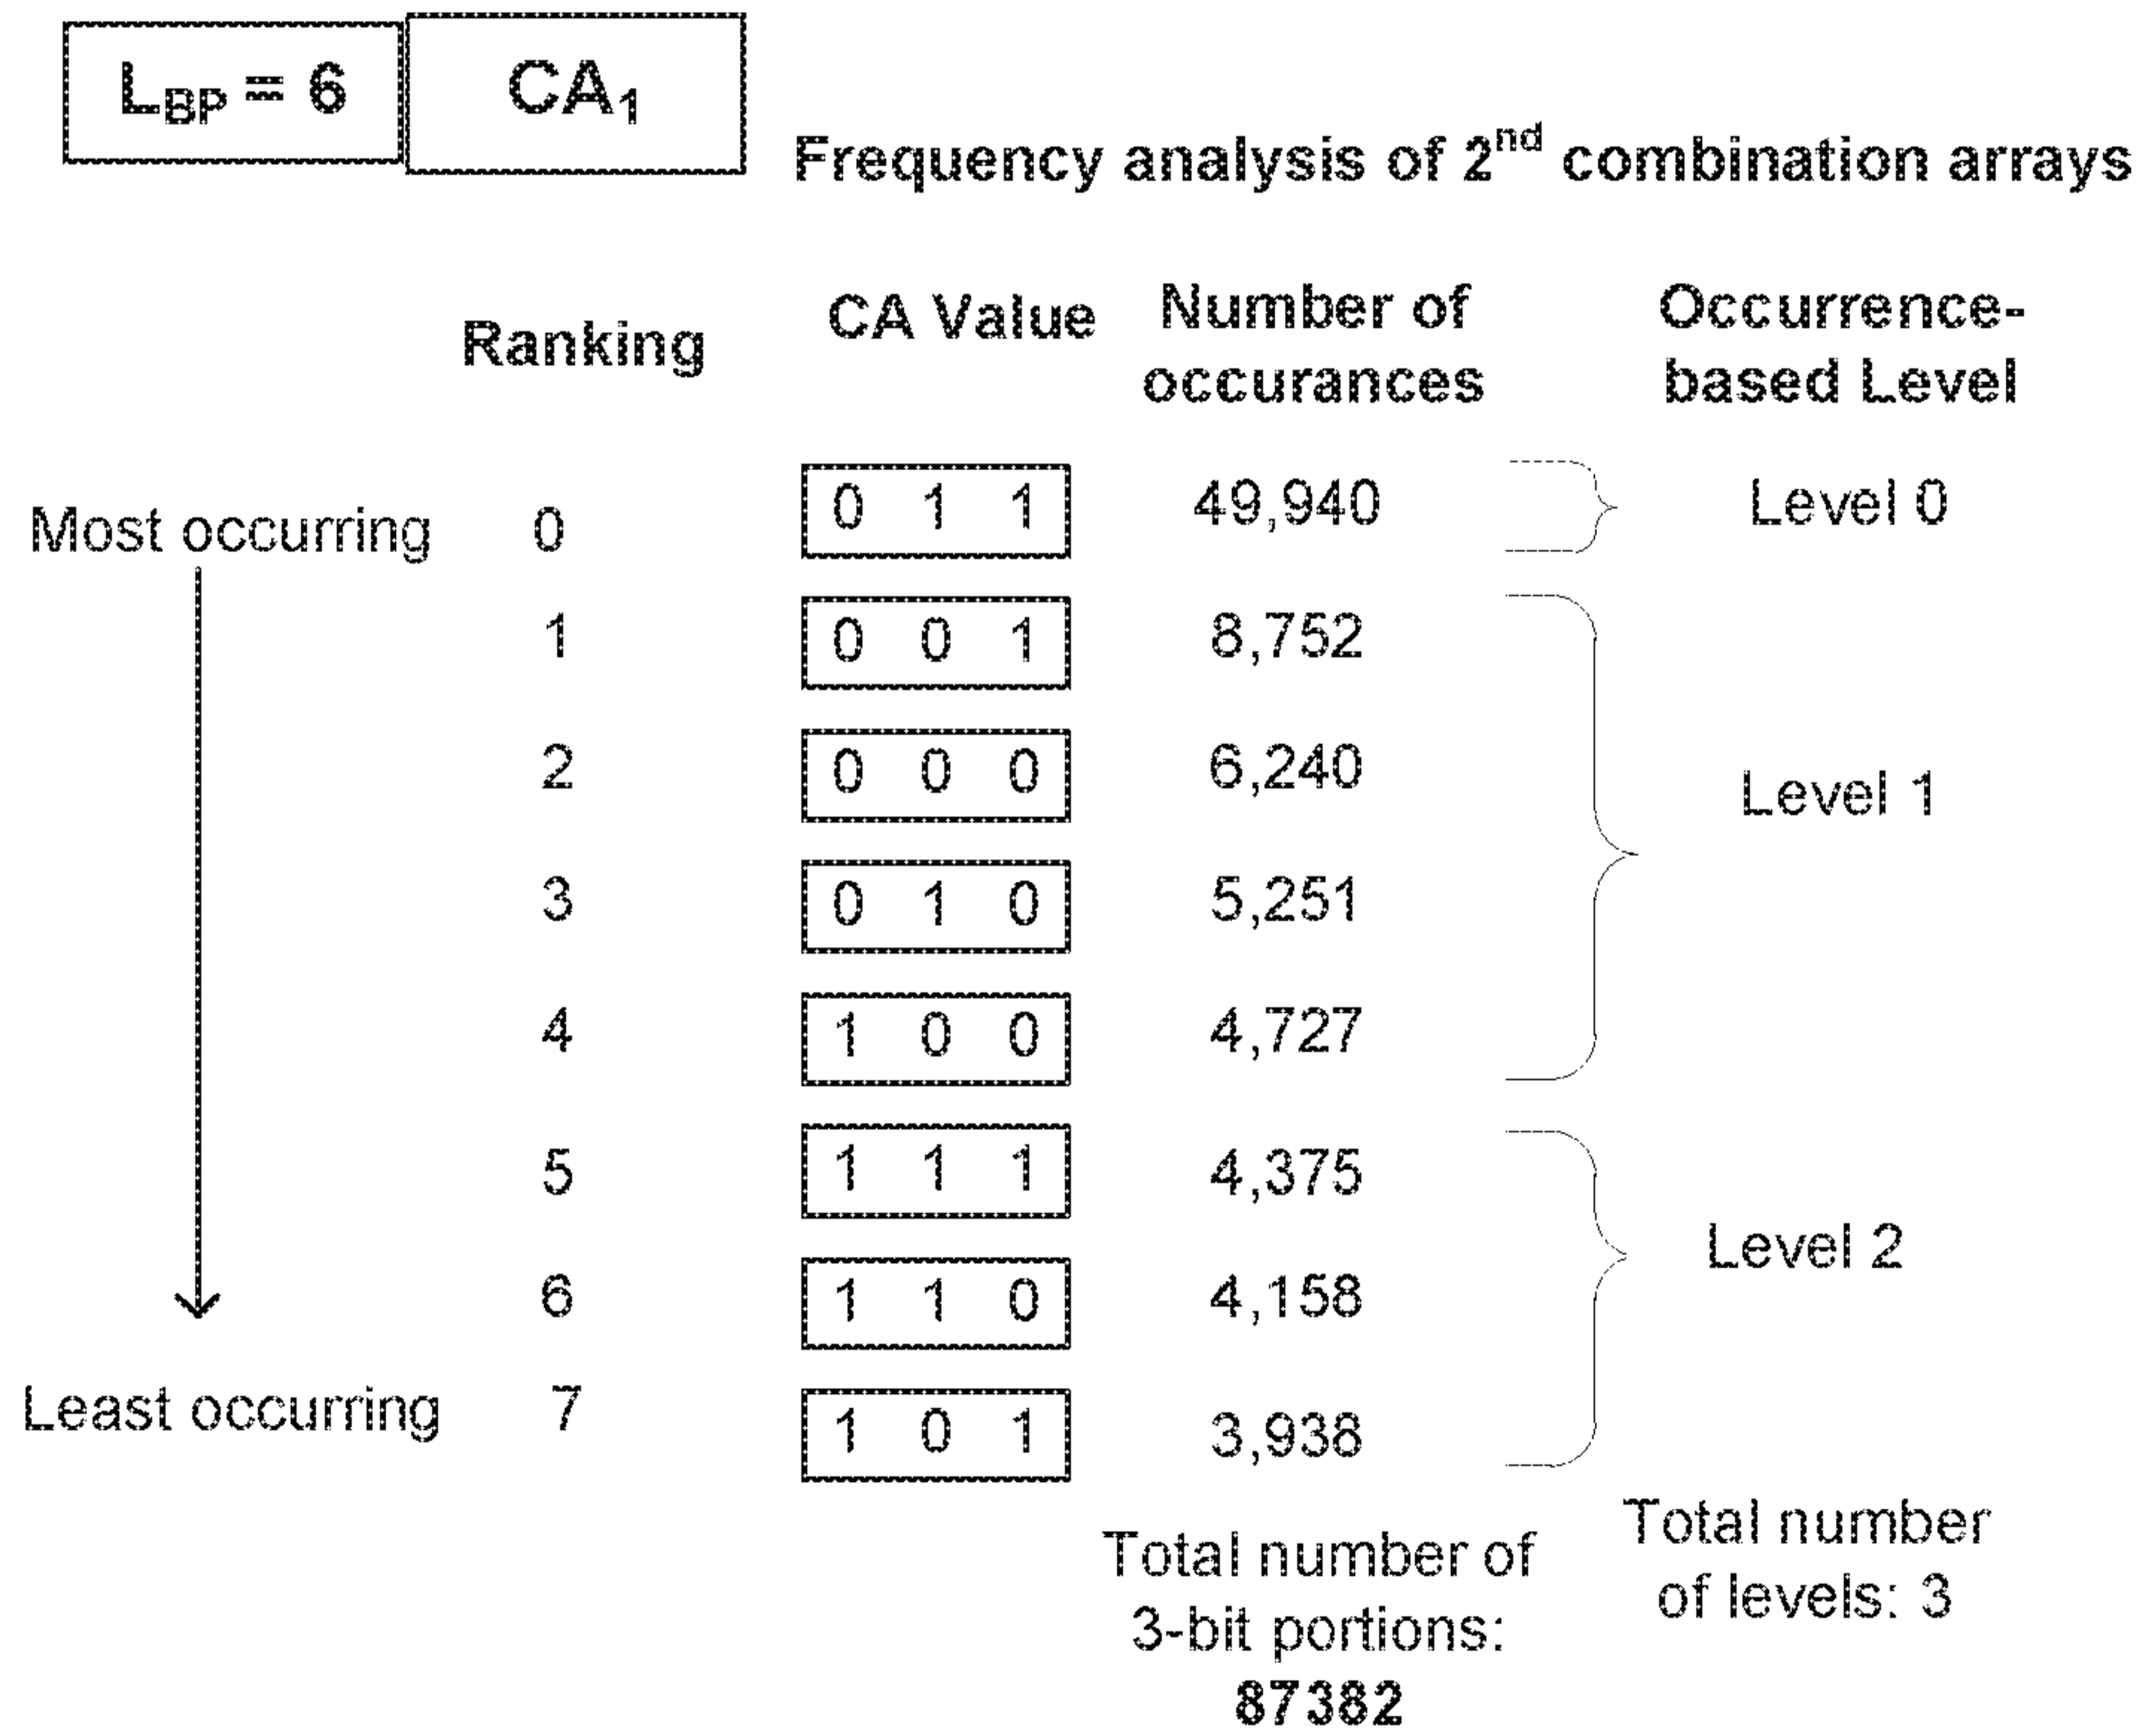 L_BP = 6 CA₁
Frequency analysis of 2nd combination arrays
Ranking CA Value Number of occurances Occurrence-based Level
Most occurring 0 0 1 1 49,940 Level 0
1 0 0 1 8,752
2 0 0 0 6,240 Level 1
3 0 1 0 5,251
4 1 0 0 4,727
5 1 1 1 4,375
Level 2
6 1 1 0 4,158
Least occurring 7 1 0 1 3,938
Total number of
3-bit portions:
87382
Total number
of levels: 3